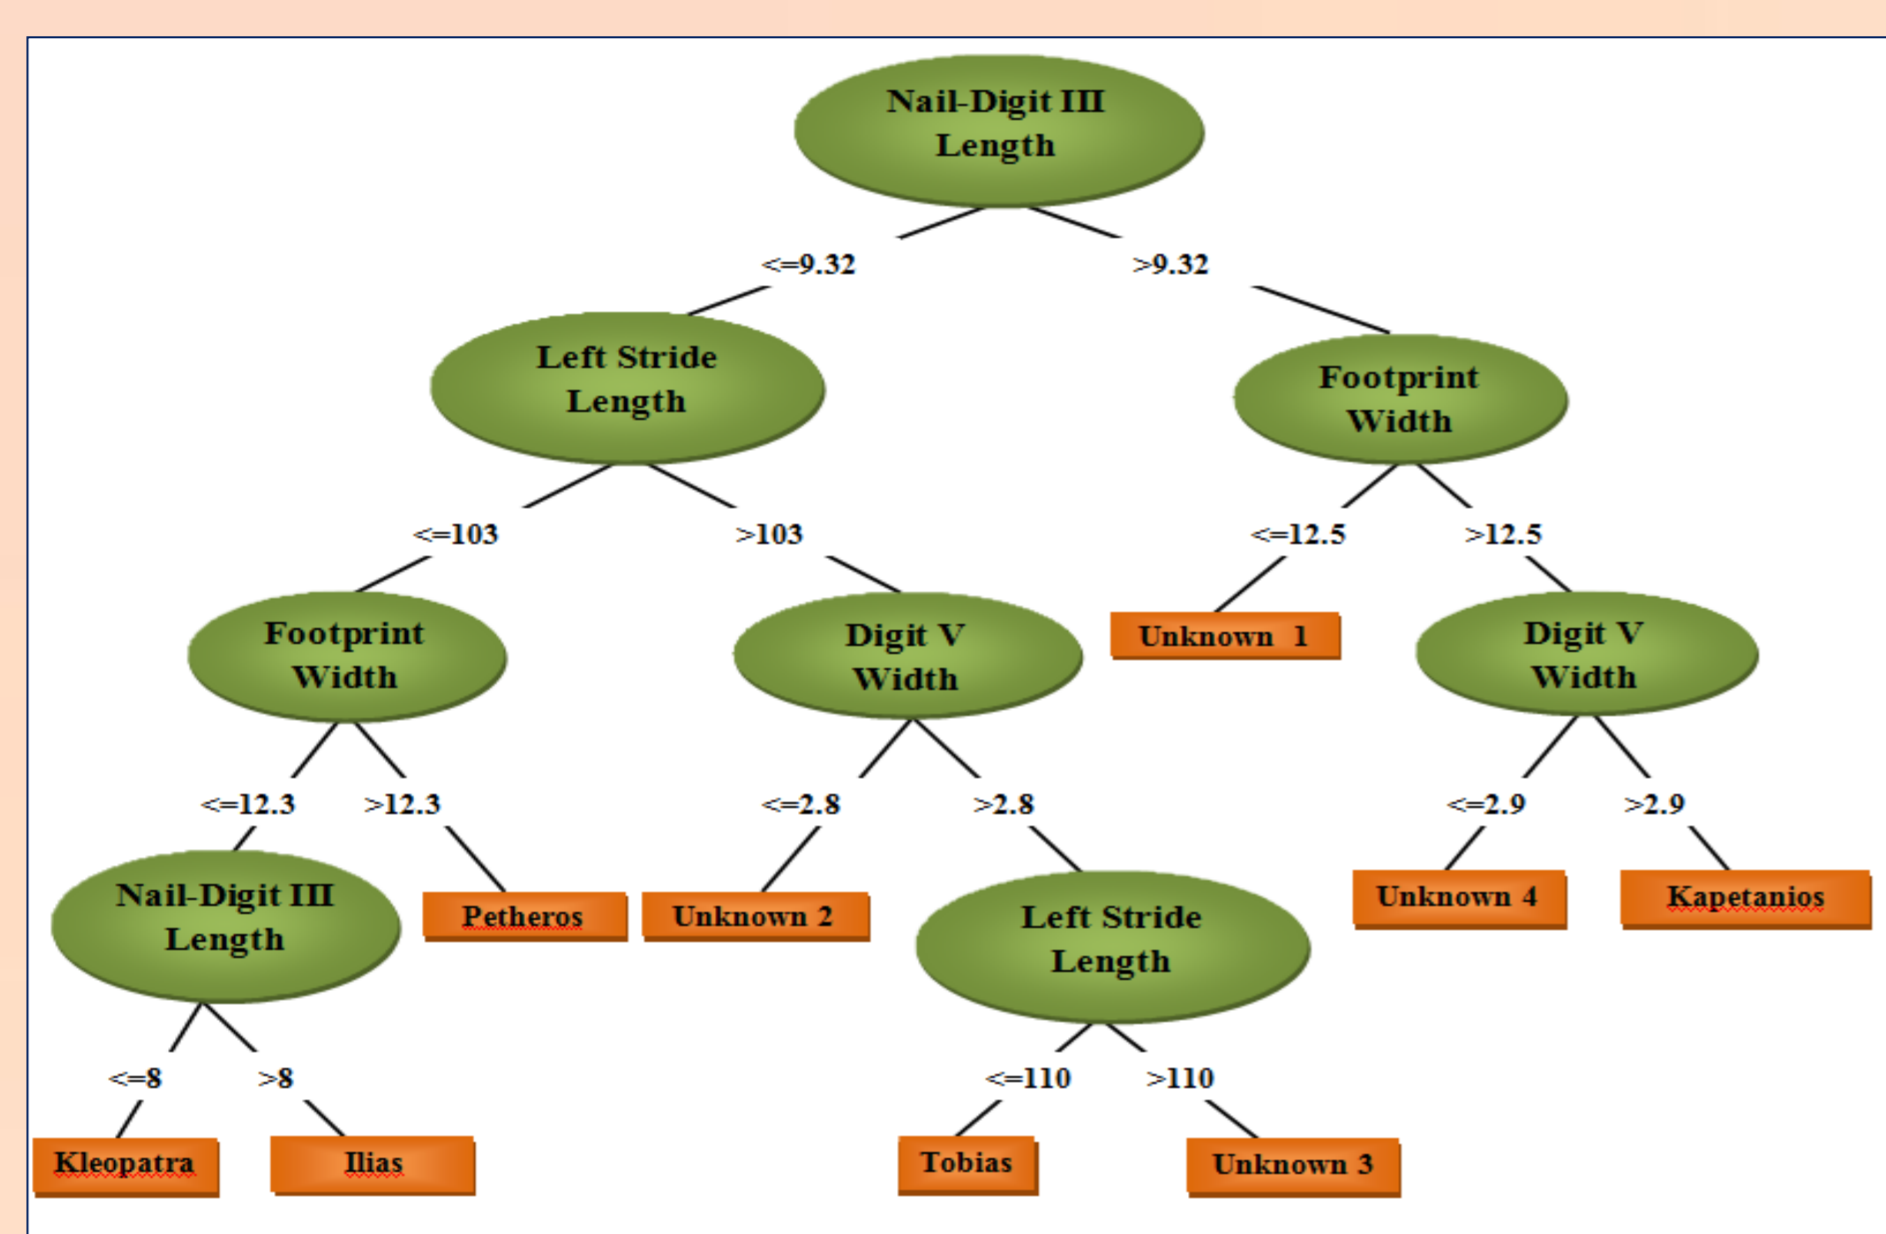 Nail-Digit III
Length
<=9.32
>9.32
Left Stride
Length
Footprint
Width
<=103
>103
<=12.5
>12.5
Footprint
Width
Digit V
Width
Unknown 1
Digit V
Width
<=12.3
>12.3
<=2.8
>2.8
<=2.9
>2.9
Nail-Digit III
Length
Petheros
Unknown 2
Left Stride
Length
Unknown 4
Kapetanios
<=8
>8
<=110
>110
Kleopatra
Ilias
Tobias
Unknown 3